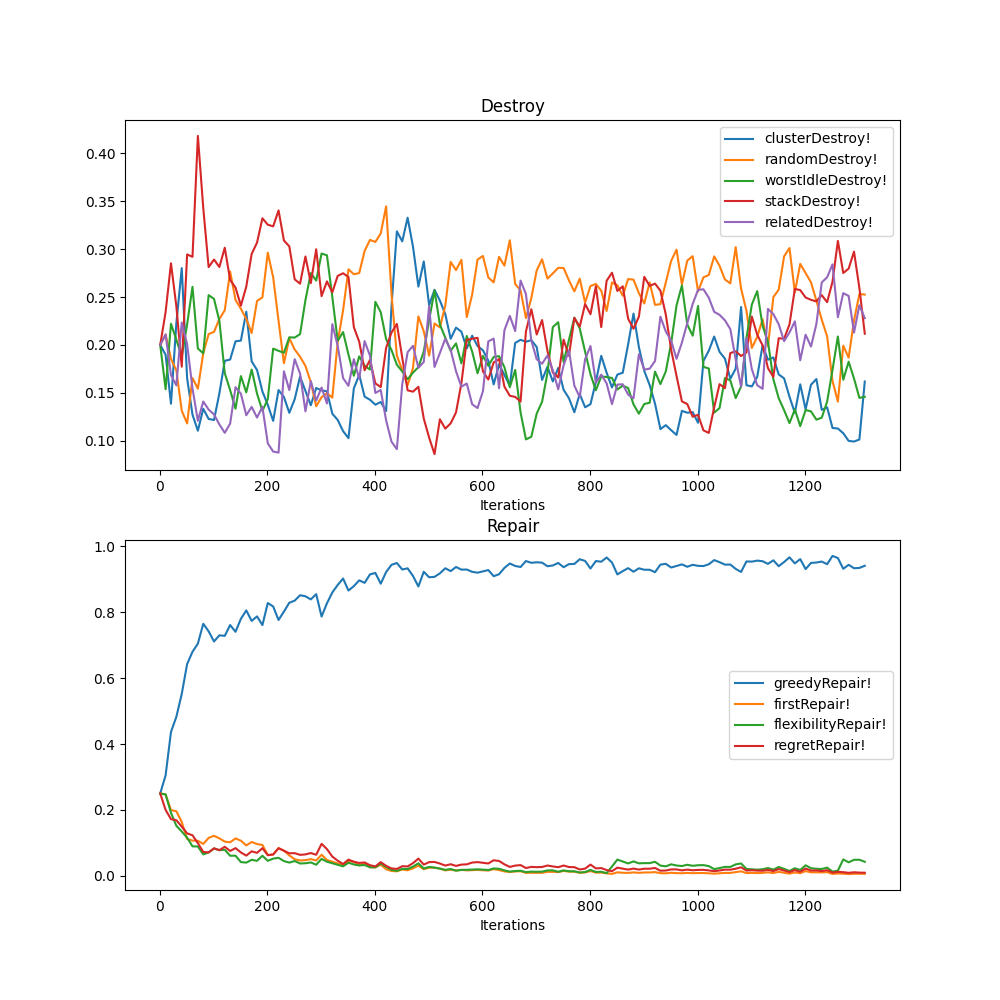 Destroy
0.40
0.35
0.30
0.25
0.20
0.15
0.10
clusterDestroy!
randomDestroy!
worstIdleDestroy!
stackDestroy!
relatedDestroy!
0 200 400 600 800 1000 1200
Iterations
Repair
1.0
0.8
0.6
0.4
0.2
0.0
greedyRepair!
firstRepair!
flexibilityRepair!
regretRepair!
0 200 400 600 800 1000 1200
Iterations